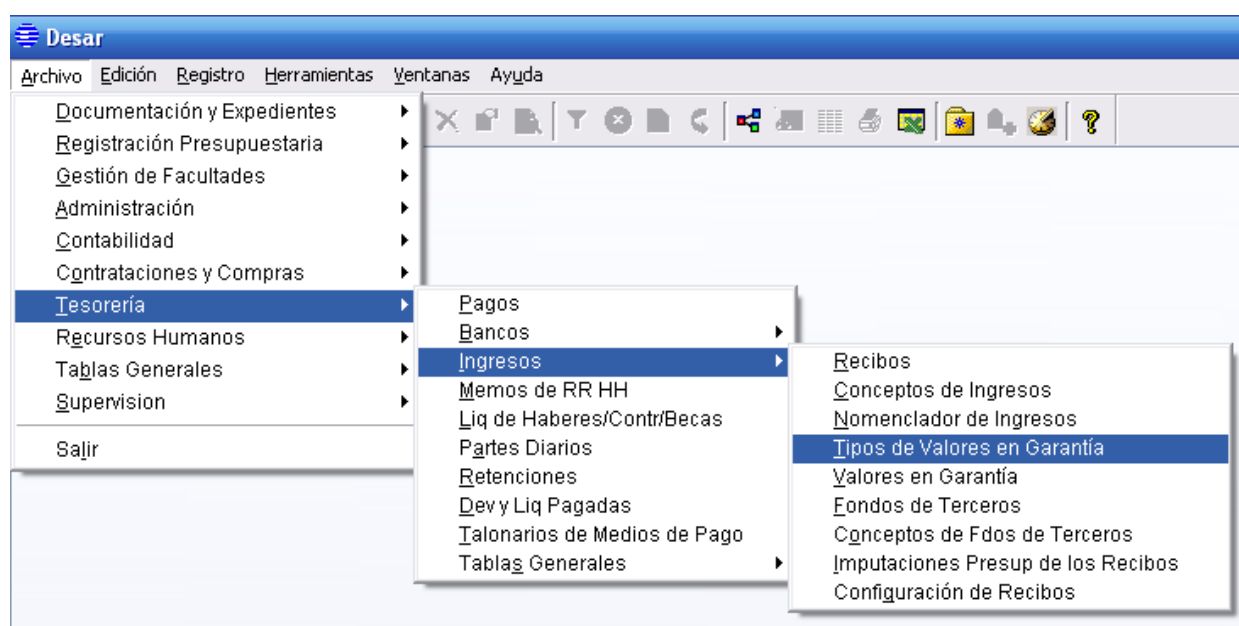 Desar
Archivo Edición Registro Herramientas Ventanas Ayuda
Documentación y Expedientes
Registración Presupuestaria
Gestión de Facultades
Administración
Contabilidad
Contrataciones y Compras
Tesorería
Recursos Humanos
Tablas Generales
Supervision
Salir
Pagos
Bancos
Ingresos
Memos de RR HH
Liq de Haberes/Contr/Becas
Partes Diarios
Retenciones
Dev y Liq Pagadas
Talonarios de Medios de Pago
Tablas Generales
Recibos
Conceptos de Ingresos
Nomenclador de Ingresos
Tipos de Valores en Garantía
Valores en Garantía
Fondos de Terceros
Conceptos de Fdos de Terceros
Imputaciones Presup de los Recibos
Configuración de Recibos